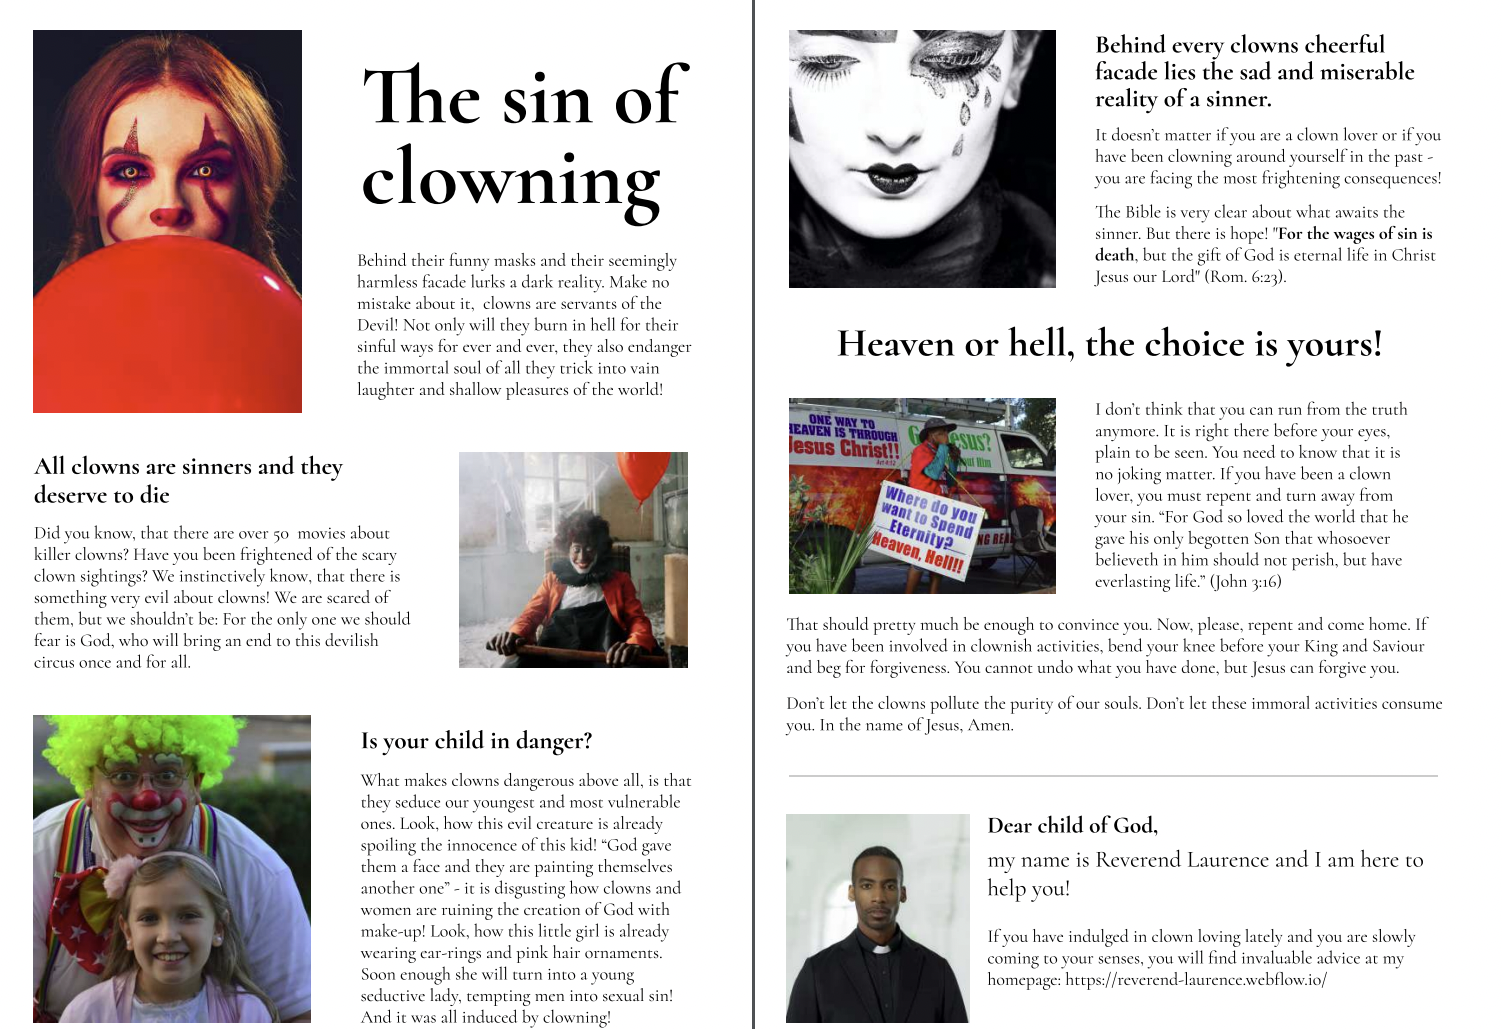 The sin of
clowning
Behind their funny masks and their seemingly
harmless facade lurks a dark reality. Make no
mistake about it,  clowns are servants of the
Devil! Not only will they burn in hell for their
sinful ways for ever and ever, they also endanger
the immortal soul of all they trick into vain
laughter and shallow pleasures of the world!
All clowns are sinners and they
deserve to die
Did you know, that there are over 50  movies about
killer clowns? Have you been frightened of the scary
clown sightings? We instinctively know, that there is
something very evil about clowns! We are scared of
them, but we shouldn’t be: For the only one we should
fear is God, who will bring an end to this devilish
circus once and for all.
Is your child in danger?
What makes clowns dangerous above all, is that
they seduce our youngest and most vulnerable
ones. Look, how this evil creature is already
spoiling the innocence of this kid! “God gave
them a face and they are painting themselves
another one” - it is disgusting how clowns and
women are ruining the creation of God with
make-up! Look, how this little girl is already
wearing ear-rings and pink hair ornaments.
Soon enough she will turn into a young
seductive lady, tempting men into sexual sin!
And it was all induced by clowning!
Behind every clowns cheerful
facade lies the sad and miserable
reality of a sinner.
It doesn’t matter if you are a clown lover or if you
have been clowning around yourself in the past -
you are facing the most frightening consequences!
The Bible is very clear about what awaits the
sinner. But there is hope! "For the wages of sin is
death, but the gift of God is eternal life in Christ
Jesus our Lord" (Rom. 6:23).
Heaven or hell, the choice is yours!
ONE WAY TO
HEAVEN IS THROUGH
Jesus Christ!!
Act 4:12
esus?
out Him
Where do you
want to Spend
Eternity?
Heaven, Hell!!
NG REA
I don’t think that you can run from the truth
anymore. It is right there before your eyes,
plain to be seen. You need to know that it is
no joking matter. If you have been a clown
lover, you must repent and turn away from
your sin. “For God so loved the world that he
gave his only begotten Son that whosoever
believeth in him should not perish, but have
everlasting life.” (John 3:16)
That should pretty much be enough to convince you. Now, please, repent and come home. If
you have been involved in clownish activities, bend your knee before your King and Saviour
and beg for forgiveness. You cannot undo what you have done, but Jesus can forgive you.
Don’t let the clowns pollute the purity of our souls. Don’t let these immoral activities consume
you. In the name of Jesus, Amen.
Dear child of God,
my name is Reverend Laurence and I am here to
help you!
If you have indulged in clown loving lately and you are slowly
coming to your senses, you will find invaluable advice at my
homepage: https://reverend-laurence.webflow.io/